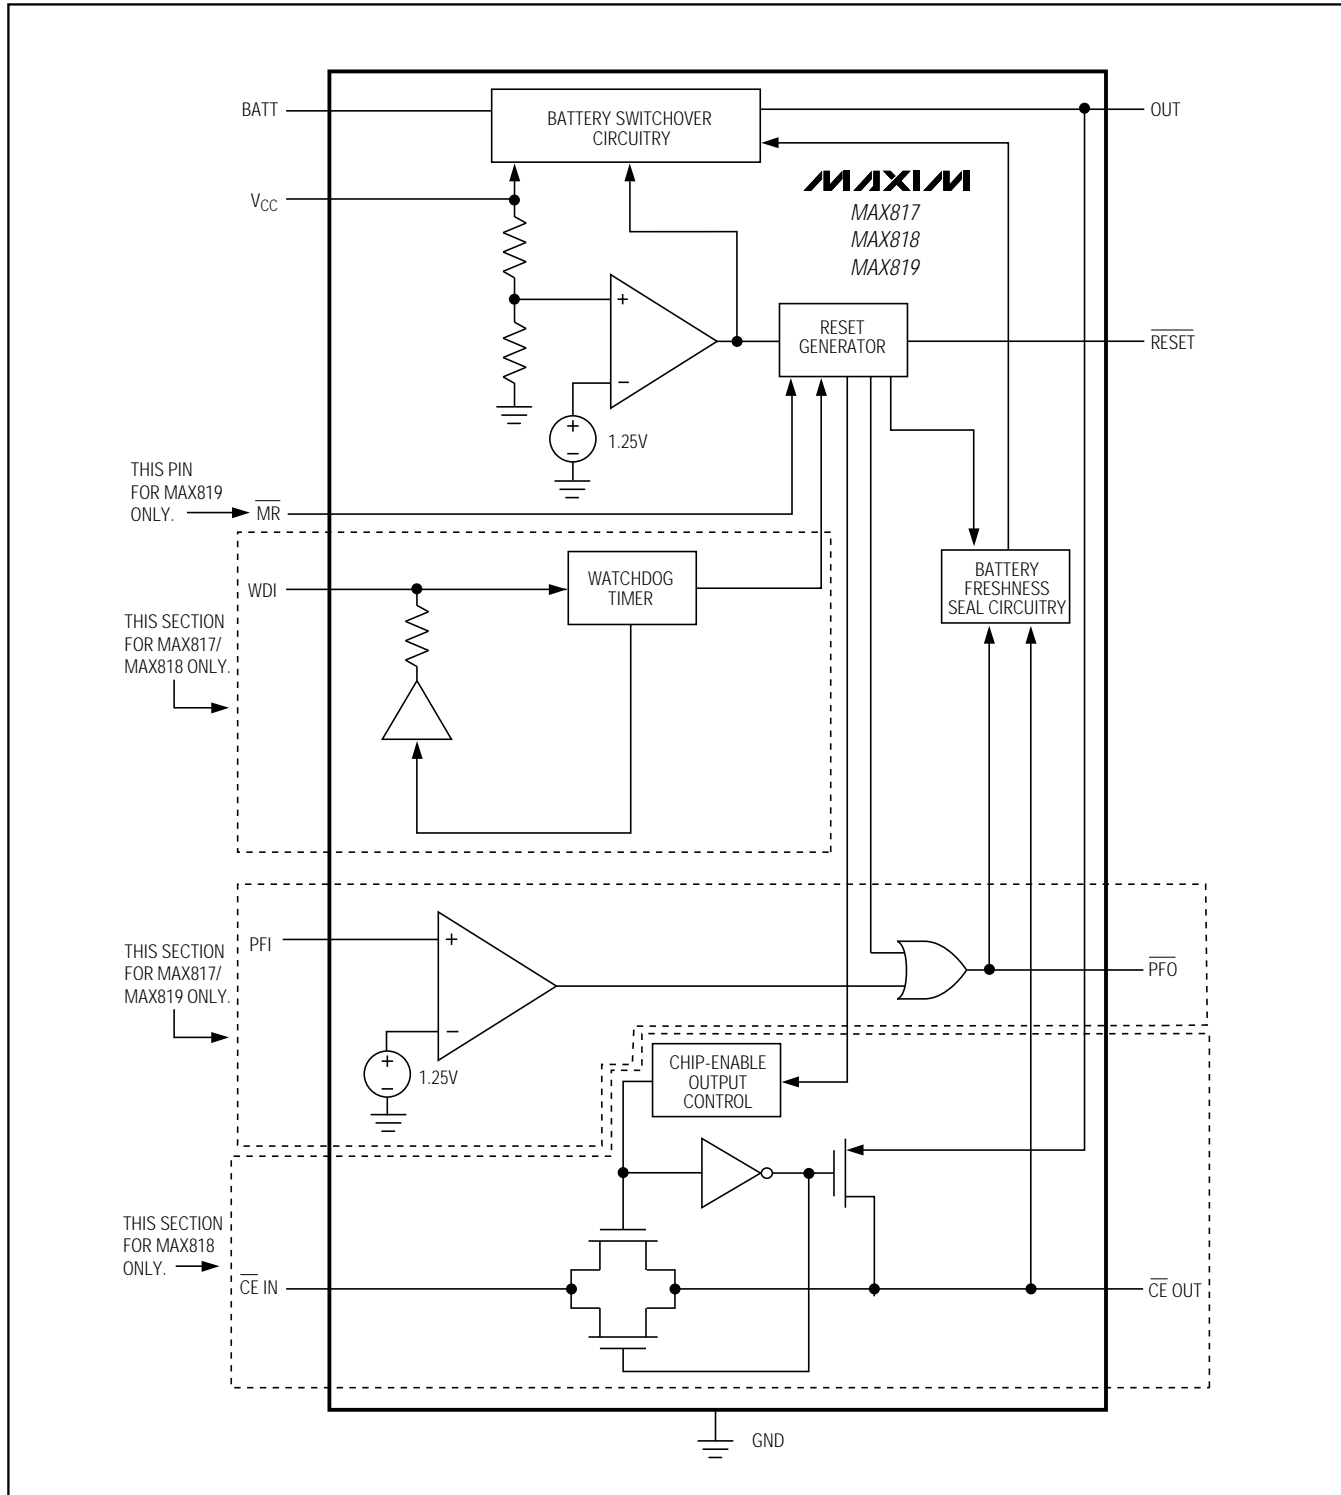 BATT
BATTERY SWITCHOVER
CIRCUITRY
OUT
VCC
MAXIM
MAX817
MAX818
MAX819
+
−
RESET
GENERATOR
RESET
+
−
1.25V
THIS PIN
FOR MAX819
ONLY.
MR
WDI
WATCHDOG
TIMER
BATTERY
FRESHNESS
SEAL CIRCUITRY
THIS SECTION
FOR MAX817/
MAX818 ONLY.
PFI
+
−
THIS SECTION
FOR MAX817/
MAX819 ONLY.
PFO
+
−
1.25V
CHIP-ENABLE
OUTPUT
CONTROL
THIS SECTION
FOR MAX818
ONLY.
CE IN
CE OUT
GND